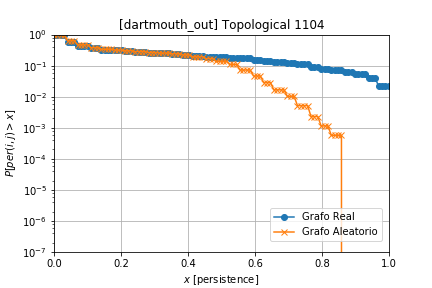 [dartmouth_out] Topological 1104
P[per(i, j) > x]
10^0
10^-1
10^-2
10^-3
10^-4
10^-5
10^-6
10^-7
0.0 0.2 0.4 0.6 0.8 1.0
x [persistence]
Grafo Real
Grafo Aleatorio